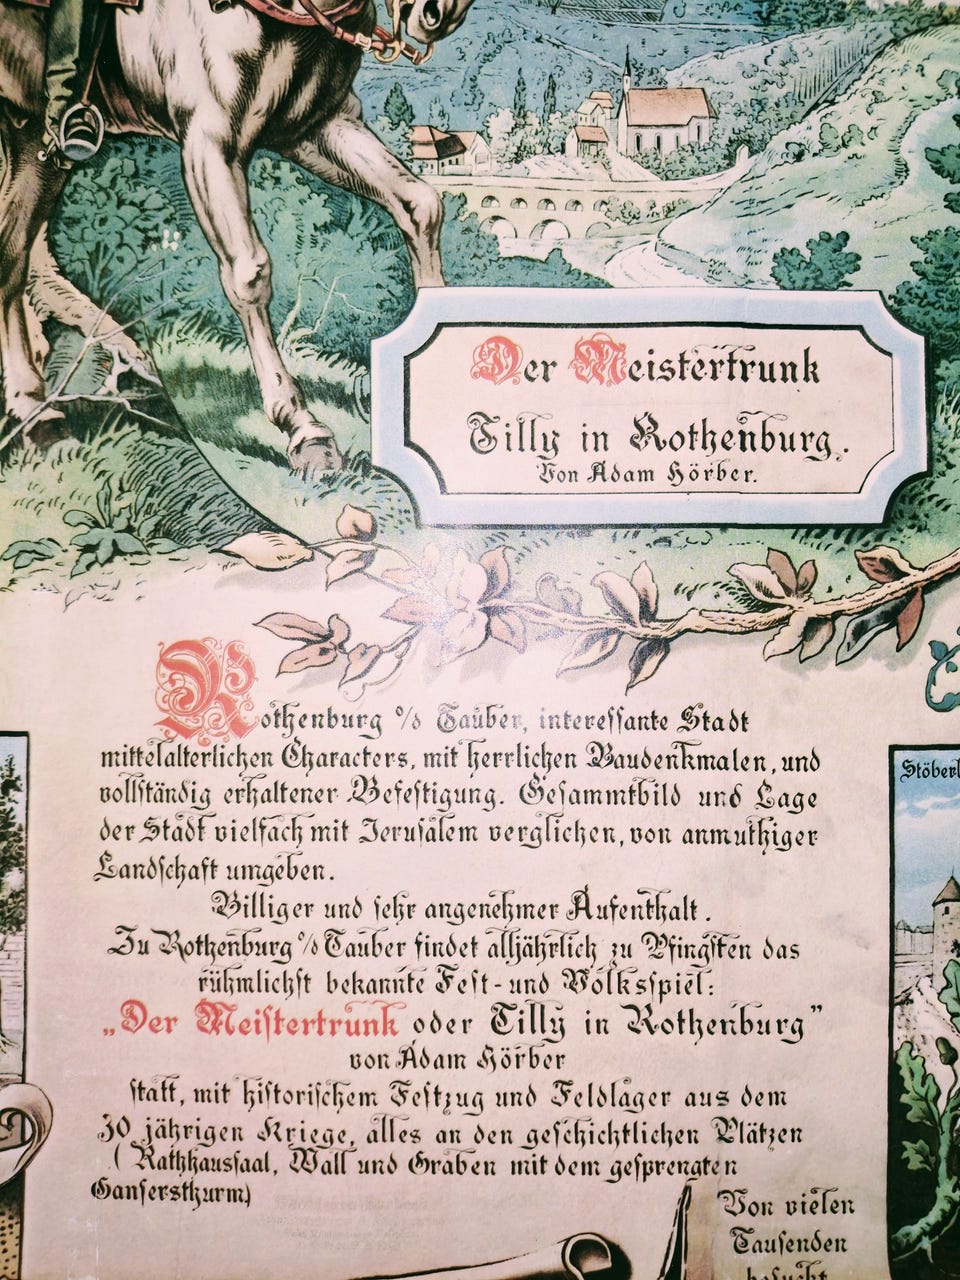 Der Meistertrunk
Tilly in Rothenburg.
Von Adam Hörber.
Rothenburg o/d Tauber, interessante Stadt
mittelalterlichen Characters, mit herrlichen Baudenkmalen, und
vollständig erhaltener Befestigung. Gesammtbild und Lage
der Stadt vielfach mit Jerusalem verglichen, von anmuthiger
Landschaft umgeben.
Billiger und sehr angenehmer Aufenthalt.
Zu Rothenburg o/d Tauber findet alljährlich zu Pfingsten das
rühmlichst bekannte Fest- und Volksspiel:
„Der Meistertrunk oder Tilly in Rothenburg"
von Adam Hörber
statt, mit historischem Festzug und Feldlager aus dem
30 jährigen Kriege, alles an den geschichtlichen Plätzen
(Rathhaussaal, Wall und Graben mit dem gesprengten
Gansersthurm)
Stöberl
Von vielen
Tausenden
besucht